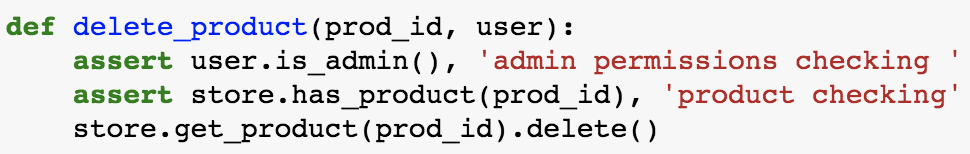 def delete_product(prod_id, user):
    assert user.is_admin(), 'admin permissions checking '
    assert store.has_product(prod_id), 'product checking'
    store.get_product(prod_id).delete()